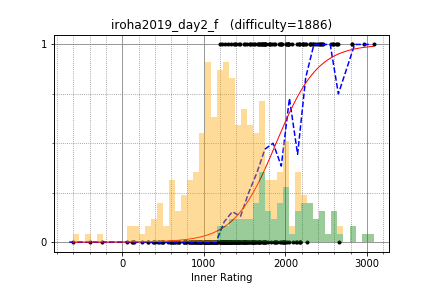 iroha2019_day2_f (difficulty=1886)
1
0
0 1000 2000 3000
Inner Rating